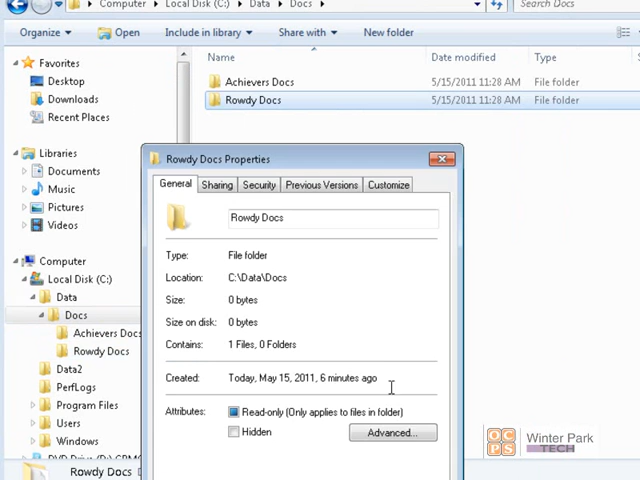 Computer ▸ Local Disk (C:) ▸ Data ▸ Docs ▸
Search Docs
Organize ▾ Open Include in library ▾ Share with ▾ New folder
Favorites
Desktop
Downloads
Recent Places
Libraries
Documents
Music
Pictures
Videos
Computer
Local Disk (C:)
Data
Docs
Achievers Docs
Rowdy Docs
Data2
PerfLogs
Program Files
Users
Windows
Name Date modified Type
Achievers Docs 5/15/2011 11:28 AM File folder
Rowdy Docs 5/15/2011 11:28 AM File folder
Rowdy Docs Properties
General Sharing Security Previous Versions Customize
Rowdy Docs
Type: File folder
Location: C:\Data\Docs
Size: 0 bytes
Size on disk: 0 bytes
Contains: 1 Files, 0 Folders
Created: Today, May 15, 2011, 6 minutes ago
Attributes: Read-only (Only applies to files in folder)
Hidden
Advanced...
Rowdy Docs
OCPS
Winter Park
TECH